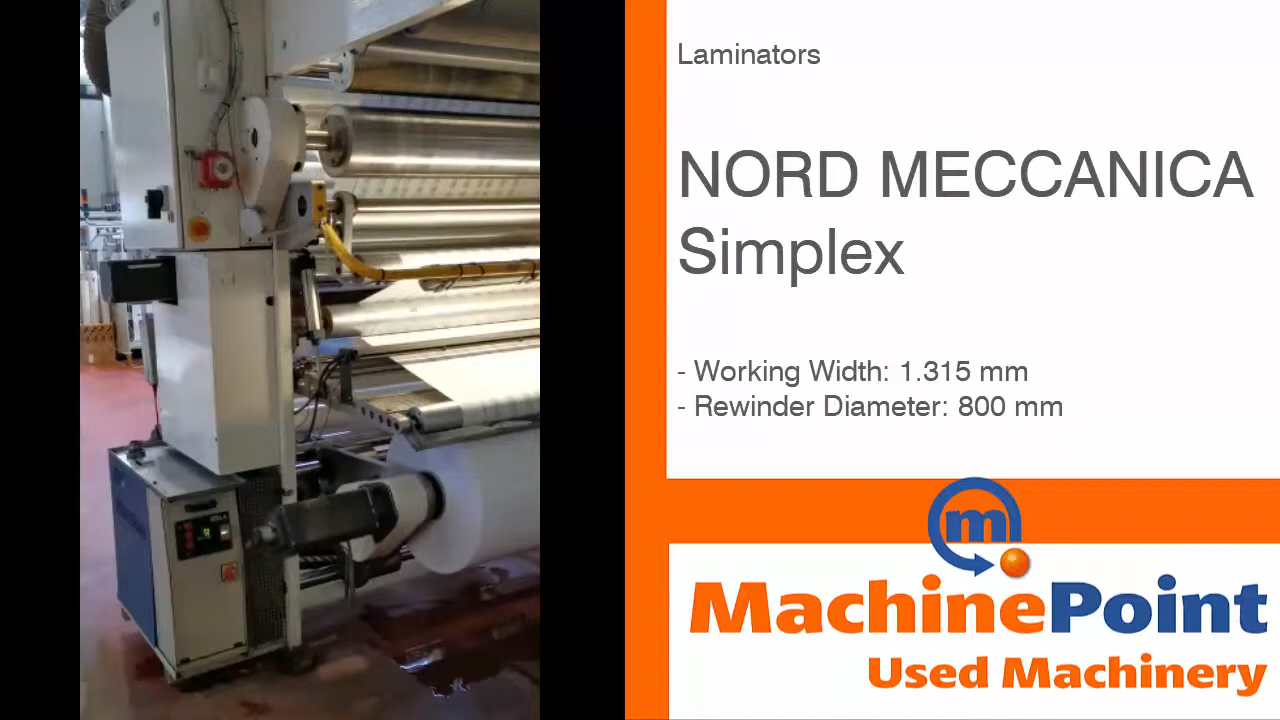 Laminators
NORD MECCANICA
Simplex
- Working Width: 1.315 mm
- Rewinder Diameter: 800 mm
m
MachinePoint
Used Machinery